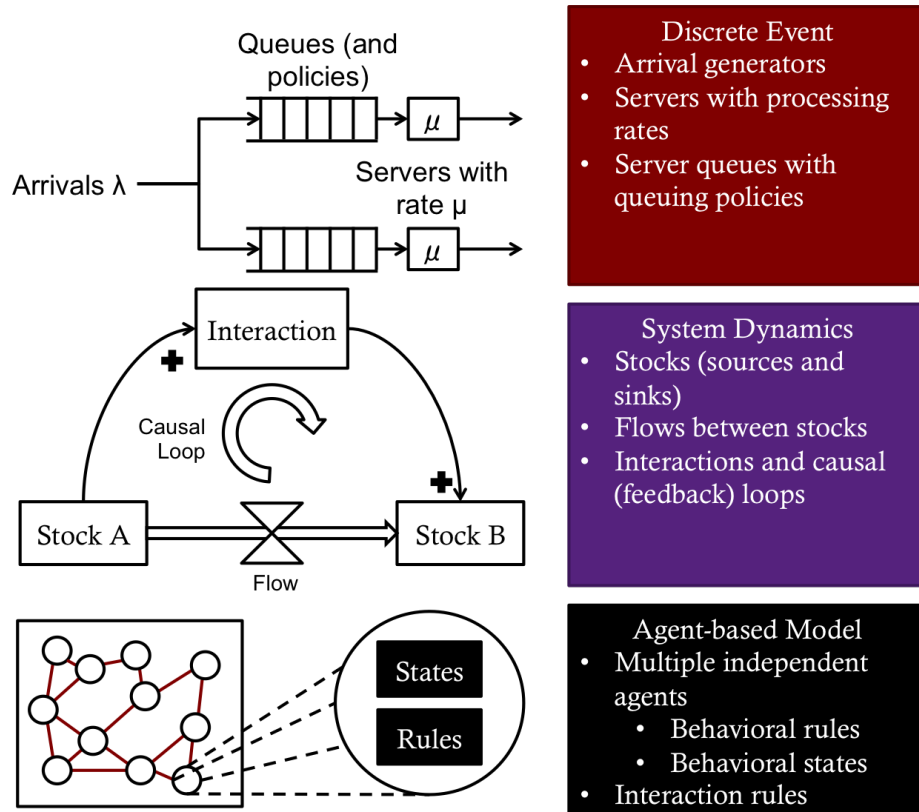 Queues (and
policies)
μ
Arrivals λ
Servers with
rate μ
μ
Discrete Event
• Arrival generators
• Servers with processing
rates
• Server queues with
queuing policies
Interaction
Causal
Loop
Stock A
Stock B
Flow
System Dynamics
• Stocks (sources and
sinks)
• Flows between stocks
• Interactions and causal
(feedback) loops
States
Rules
Agent-based Model
• Multiple independent
agents
• Behavioral rules
• Behavioral states
• Interaction rules